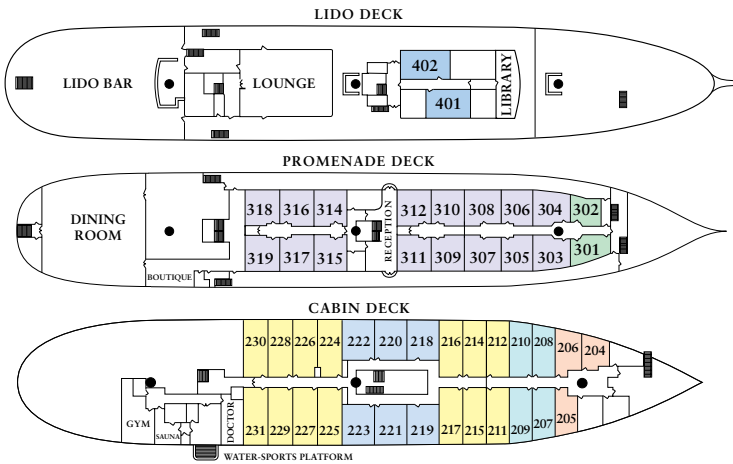 LIDO DECK
LIDO BAR
LOUNGE
402
401
LIBRARY
PROMENADE DECK
DINING
ROOM
BOUTIQUE
318 316 314
319 317 315
RECEPTION
312 310 308 306 304 302
311 309 307 305 303 301
CABIN DECK
230 228 226 224 222 220 218 216 214 212 210 208 206 204
231 229 227 225 223 221 219 217 215 211 209 207 205
GYM
SAUNA
DOCTOR
WATER-SPORTS PLATFORM